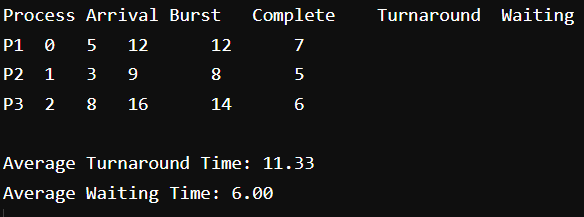 Process Arrival Burst Complete Turnaround Waiting
P1 0 5 12 12 7
P2 1 3 9 8 5
P3 2 8 16 14 6
Average Turnaround Time: 11.33
Average Waiting Time: 6.00